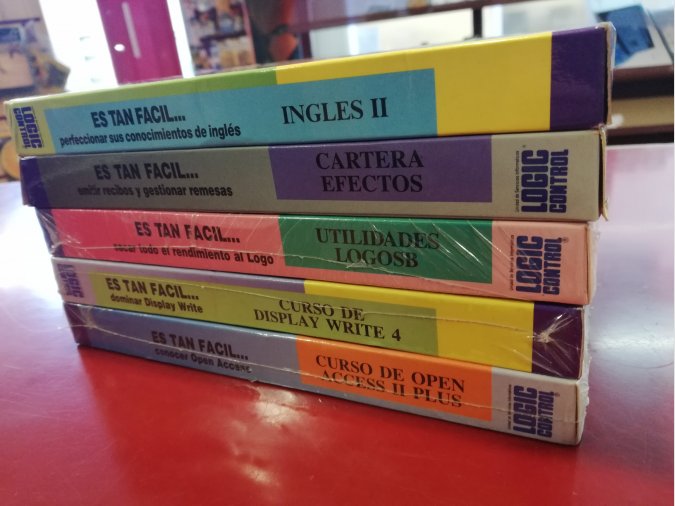 LOGIC
CONTROL
ES TAN FACIL...
perfeccionar sus conocimientos de inglés
INGLES II
ES TAN FACIL...
emitir recibos y gestionar remesas
CARTERA
EFECTOS
LOGIC
CONTROL
ES TAN FACIL...
sacar todo el rendimiento al Logo
UTILIDADES
LOGOSB
LOGIC
CONTROL
ES TAN FACIL...
dominar Display Write
CURSO DE
DISPLAY WRITE 4
ES TAN FACIL...
conocer Open Access
CURSO DE OPEN
ACCESS II PLUS
LOGIC
CONTROL